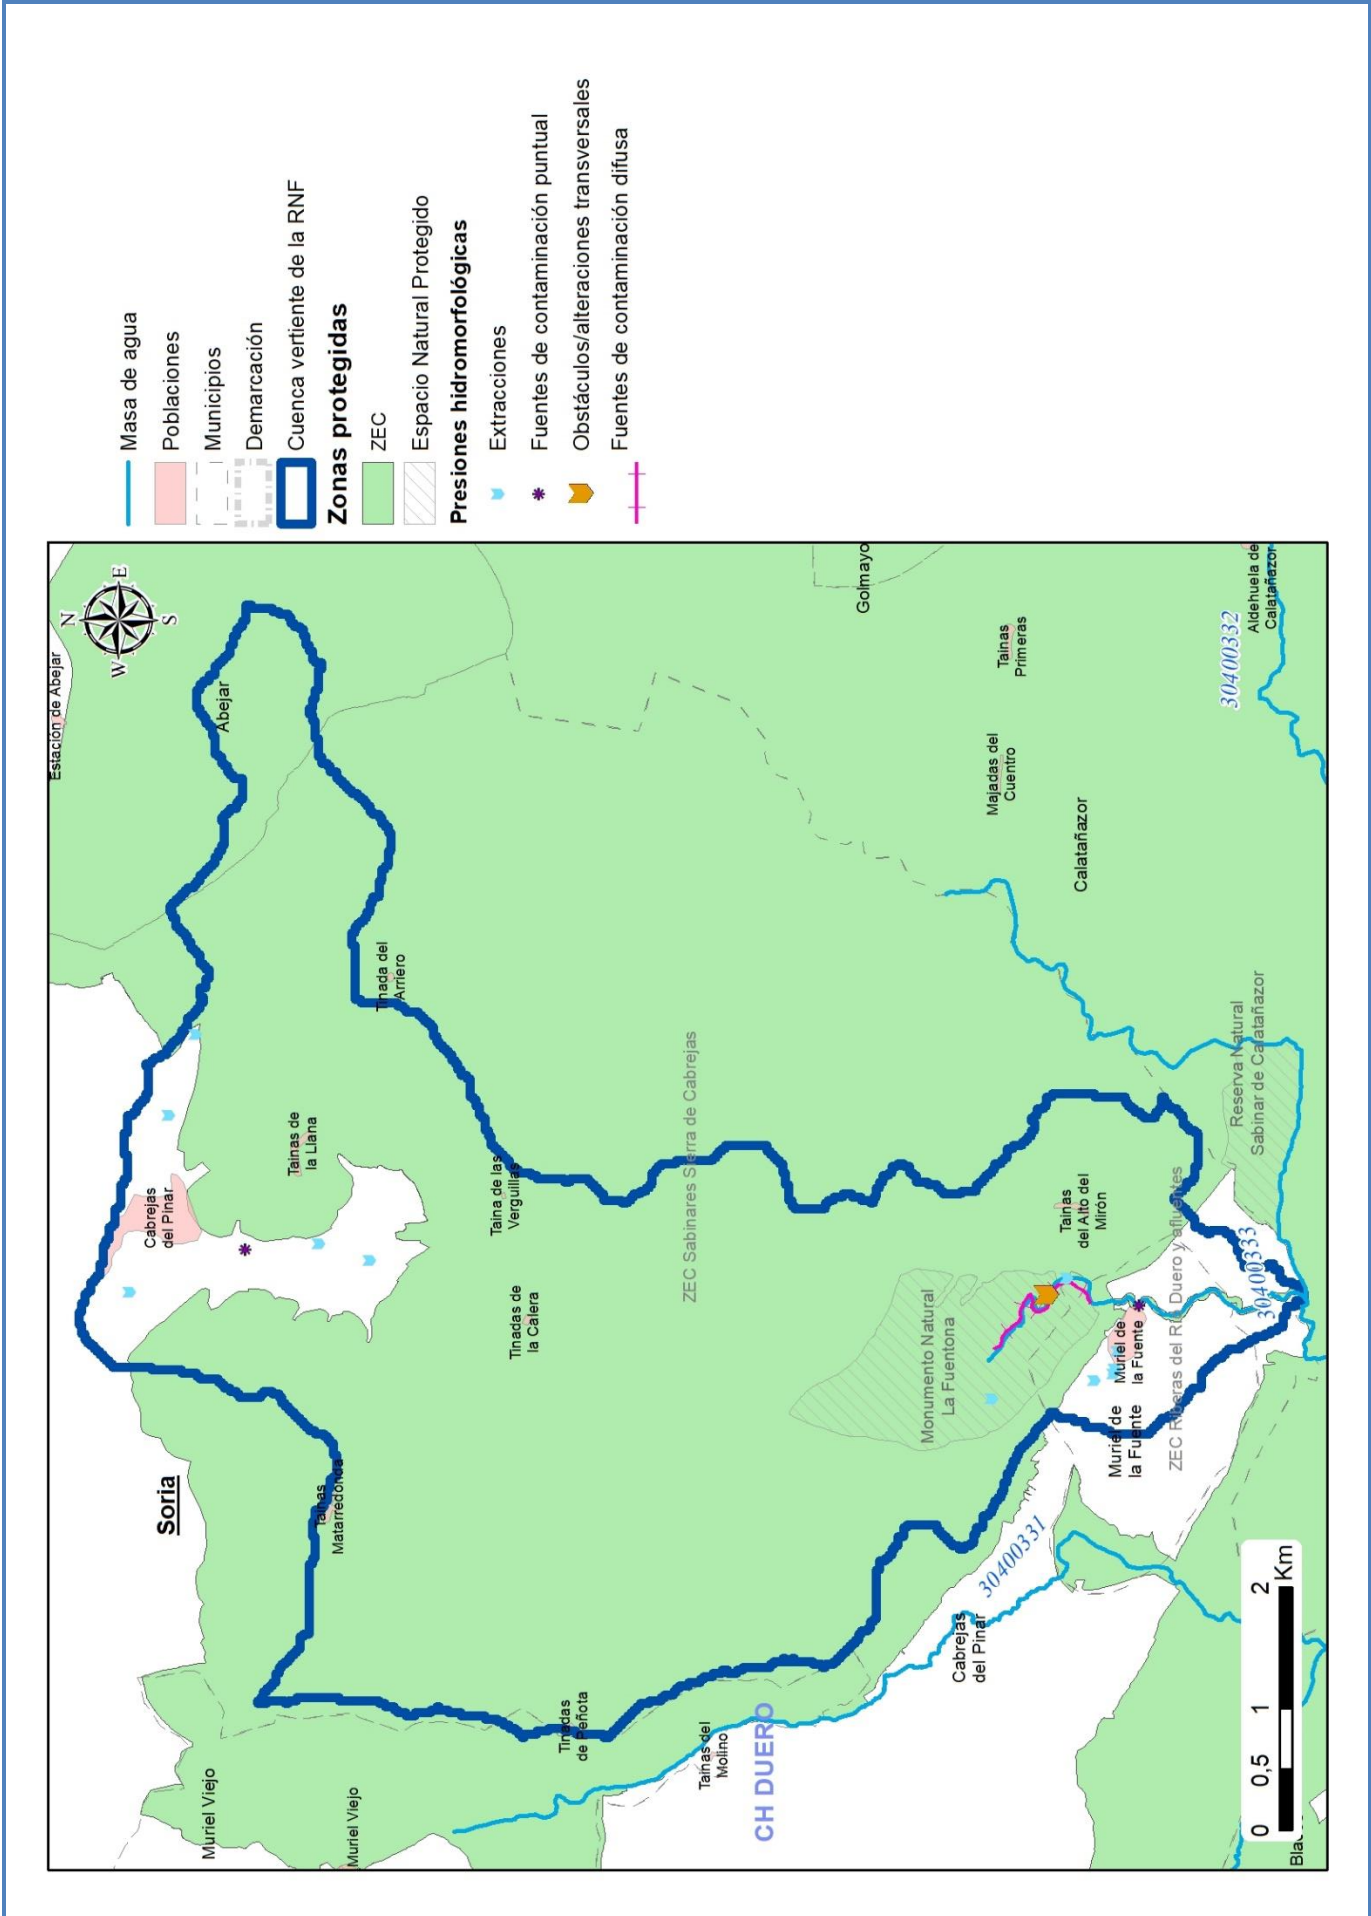 Estación de Abejar
N
W
E
S
Abejar
Soria
Cabrejas
del Pinar
Muriel Viejo
Muriel Viejo
Tainas de
la Llana
Tainas
Matarredonda
Tinada del
Arriero
Taina de las
Verguillas
Tinadas de
la Calera
Tinadas
de Peñota
ZEC Sabinares Sierra de Cabrejas
Golmayo
Tainas
Primeras
Majadas del
Cuentro
Calatañazor
Tainas del
Molino
CH DUERO
Monumento Natural
La Fuentona
Cabrejas
del Pinar
30400331
Tainas
del Alto del
Mirón
Muriel de
la Fuente
Muriel de
la Fuente
ZEC Riberas del Río Duero y afluentes
Reserva Natural
Sabinar de Calatañazor
30400332
Aldehuela de
Calatañazor
30400333
0
0,5
1
2
Km
Masa de agua
Poblaciones
Municipios
Demarcación
Cuenca vertiente de la RNF
Zonas protegidas
ZEC
Espacio Natural Protegido
Presiones hidromorfológicas
Extracciones
Fuentes de contaminación puntual
Obstáculos/alteraciones transversales
Fuentes de contaminación difusa